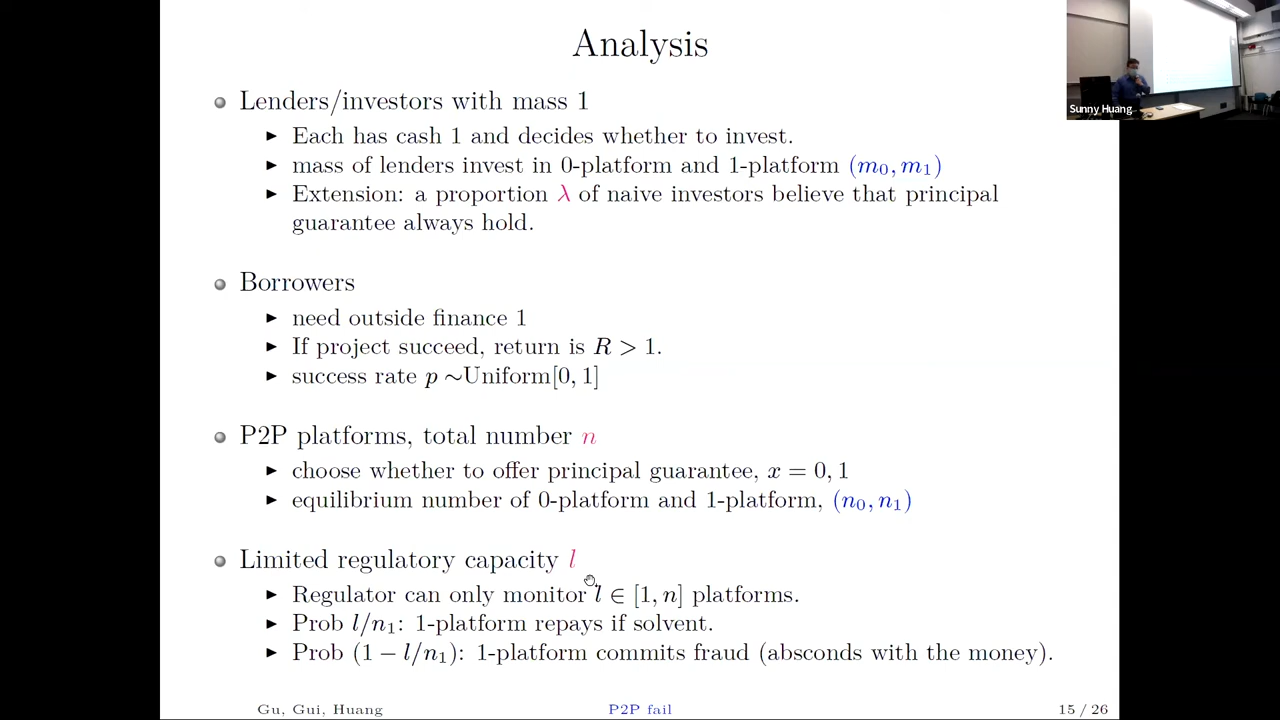 Analysis
Lenders/investors with mass 1
Each has cash 1 and decides whether to invest.
mass of lenders invest in 0-platform and 1-platform (m₀, m₁)
Extension: a proportion λ of naive investors believe that principal
guarantee always hold.
Borrowers
need outside finance 1
If project succeed, return is R > 1.
success rate p ∼Uniform[0, 1]
P2P platforms, total number n
choose whether to offer principal guarantee, x = 0, 1
equilibrium number of 0-platform and 1-platform, (n₀, n₁)
Limited regulatory capacity l
Regulator can only monitor l ∈ [1, n] platforms.
Prob l/n₁: 1-platform repays if solvent.
Prob (1 − l/n₁): 1-platform commits fraud (absconds with the money).
Gu, Gui, Huang
P2P fail
15 / 26
Sunny Huang